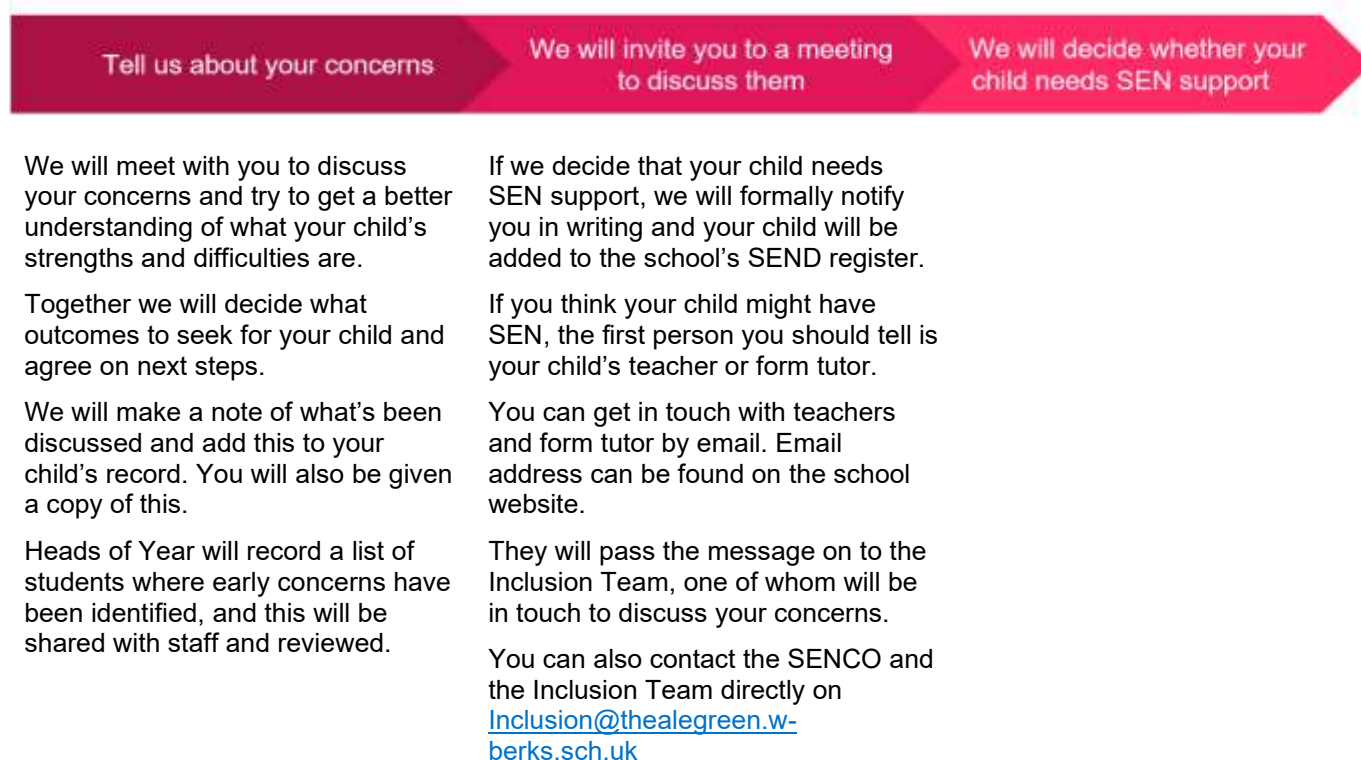 Tell us about your concerns
We will invite you to a meeting
to discuss them
We will decide whether your
child needs SEN support
We will meet with you to discuss
your concerns and try to get a better
understanding of what your child's
strengths and difficulties are.
Together we will decide what
outcomes to seek for your child and
agree on next steps.
We will make a note of what's been
discussed and add this to your
child's record. You will also be given
a copy of this.
Heads of Year will record a list of
students where early concerns have
been identified, and this will be
shared with staff and reviewed.
If we decide that your child needs
SEN support, we will formally notify
you in writing and your child will be
added to the school's SEND register.
If you think your child might have
SEN, the first person you should tell is
your child's teacher or form tutor.
You can get in touch with teachers
and form tutor by email. Email
address can be found on the school
website.
They will pass the message on to the
Inclusion Team, one of whom will be
in touch to discuss your concerns.
You can also contact the SENCO and
the Inclusion Team directly on
Inclusion@thealegreen.w-
berks.sch.uk